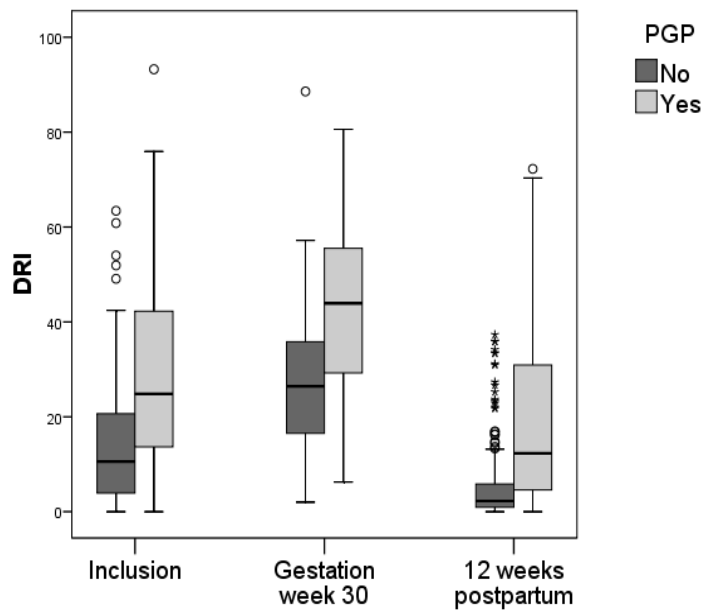 PGP
No
Yes
DRI
100
80
60
40
20
0
Inclusion
Gestation
week 30
12 weeks
postpartum